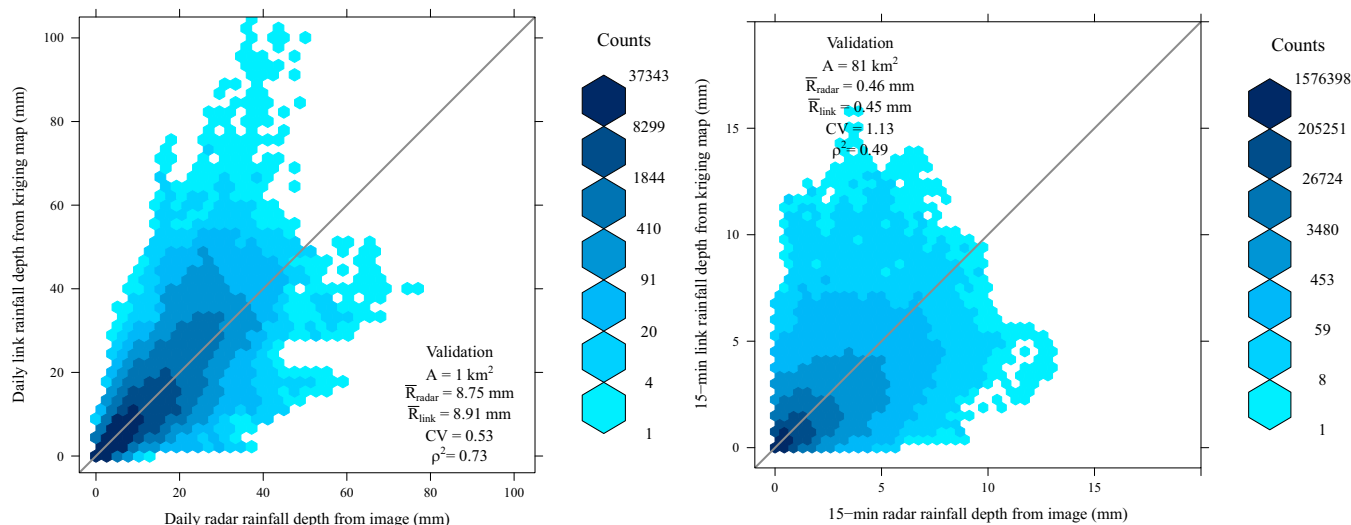 Daily link rainfall depth from kriging map (mm)
100
80
60
40
20
0
0
20
40
60
80
100
Daily radar rainfall depth from image (mm)
Validation
A = 1 km²
R̅radar = 8.75 mm
R̅link = 8.91 mm
CV = 0.53
ρ²= 0.73
Counts
37343
8299
1844
410
91
20
4
1
15−min link rainfall depth from kriging map (mm)
15
10
5
0
0
5
10
15
15−min radar rainfall depth from image (mm)
Validation
A = 81 km²
R̅radar = 0.46 mm
R̅link = 0.45 mm
CV = 1.13
ρ²= 0.49
Counts
1576398
205251
26724
3480
453
59
8
1